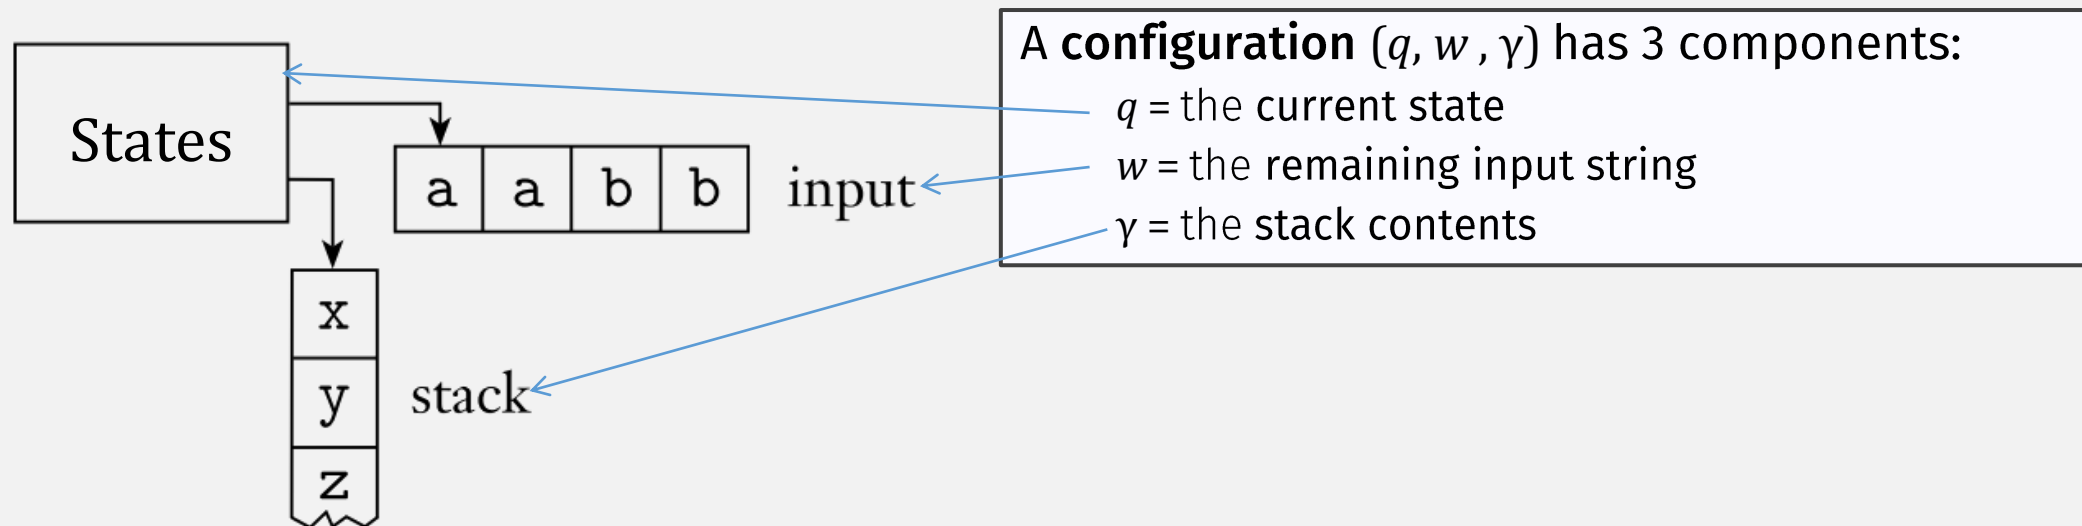 A configuration (q, w , γ) has 3 components:
q = the current state
w = the remaining input string
γ = the stack contents
States
a a b b input
x
y stack
z